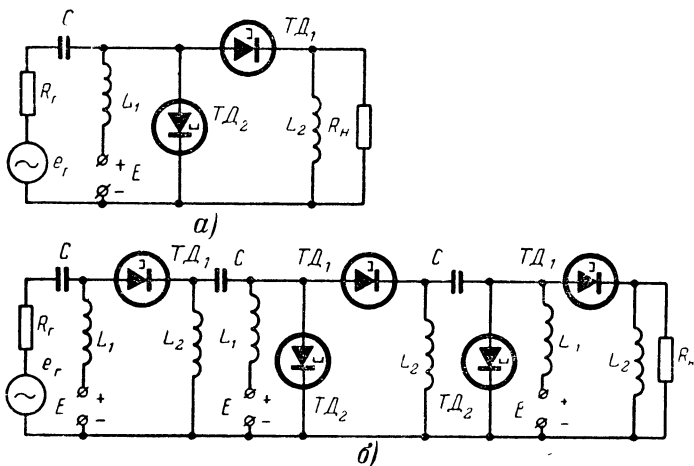 C
ТД₁
Rг
L₁
ТД₂
L₂
Rн
eг
+
E
−
а)
C
ТД₁
C
ТД₁
C
ТД₁
Rг
L₁
L₂
L₁
L₂
L₁
L₂
Rн
eг
E
+
−
E
+
−
ТД₂
ТД₂
E
+
−
б)